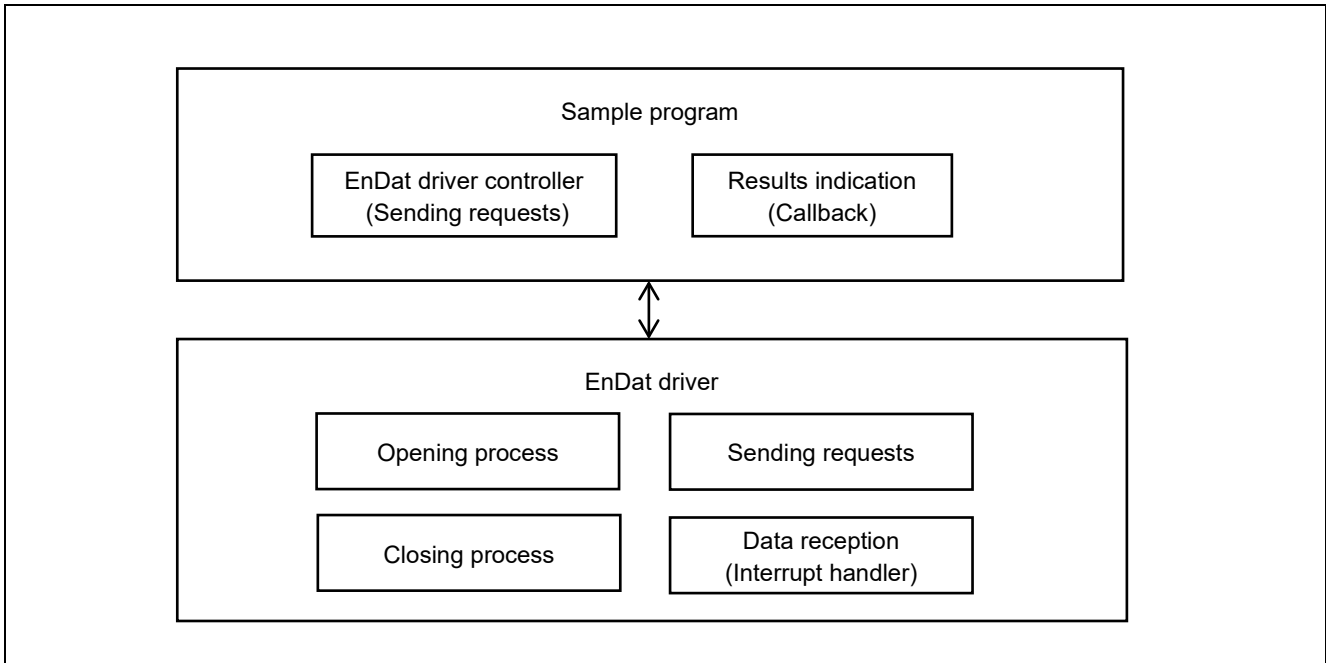 Sample program
EnDat driver controller
(Sending requests)
Results indication
(Callback)
EnDat driver
Opening process
Sending requests
Closing process
Data reception
(Interrupt handler)